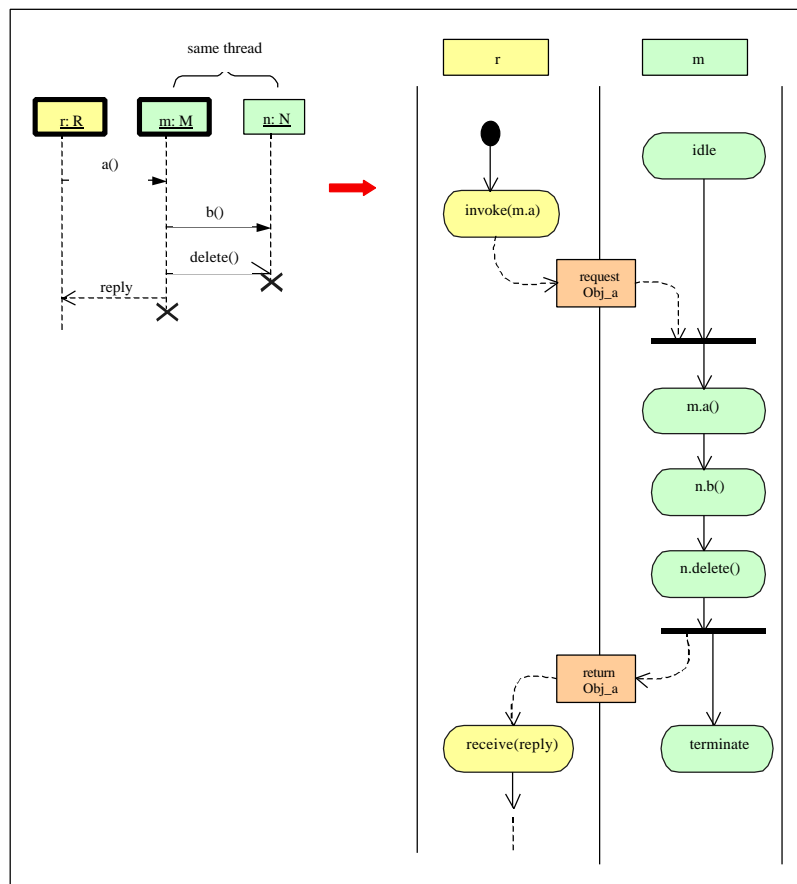 same thread
r: R
m: M
n: N
a()
b()
delete()
reply
r
m
idle
invoke(m.a)
request
Obj_a
m.a()
n.b()
n.delete()
return
Obj_a
receive(reply)
terminate